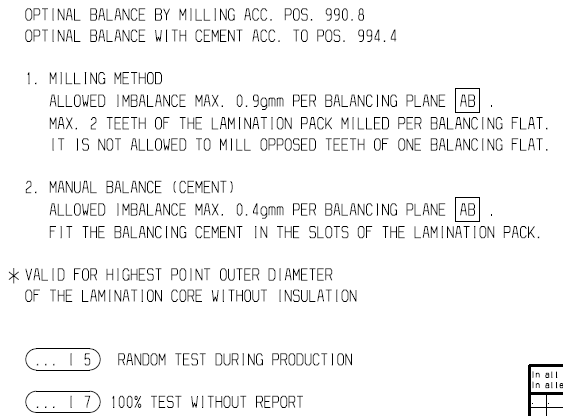 OPTINAL BALANCE BY MILLING ACC. POS. 990.8
OPTINAL BALANCE WITH CEMENT ACC. TO POS. 994.4
1. MILLING METHOD
ALLOWED IMBALANCE MAX. 0.9gmm PER BALANCING PLANE AB .
MAX. 2 TEETH OF THE LAMINATION PACK MILLED PER BALANCING FLAT.
IT IS NOT ALLOWED TO MILL OPPOSED TEETH OF ONE BALANCING FLAT.
2. MANUAL BALANCE (CEMENT)
ALLOWED IMBALANCE MAX. 0.4gmm PER BALANCING PLANE AB .
FIT THE BALANCING CEMENT IN THE SLOTS OF THE LAMINATION PACK.
* VALID FOR HIGHEST POINT OUTER DIAMETER
OF THE LAMINATION CORE WITHOUT INSULATION
... | 5 RANDOM TEST DURING PRODUCTION
... | 7 100% TEST WITHOUT REPORT
In all
In alle